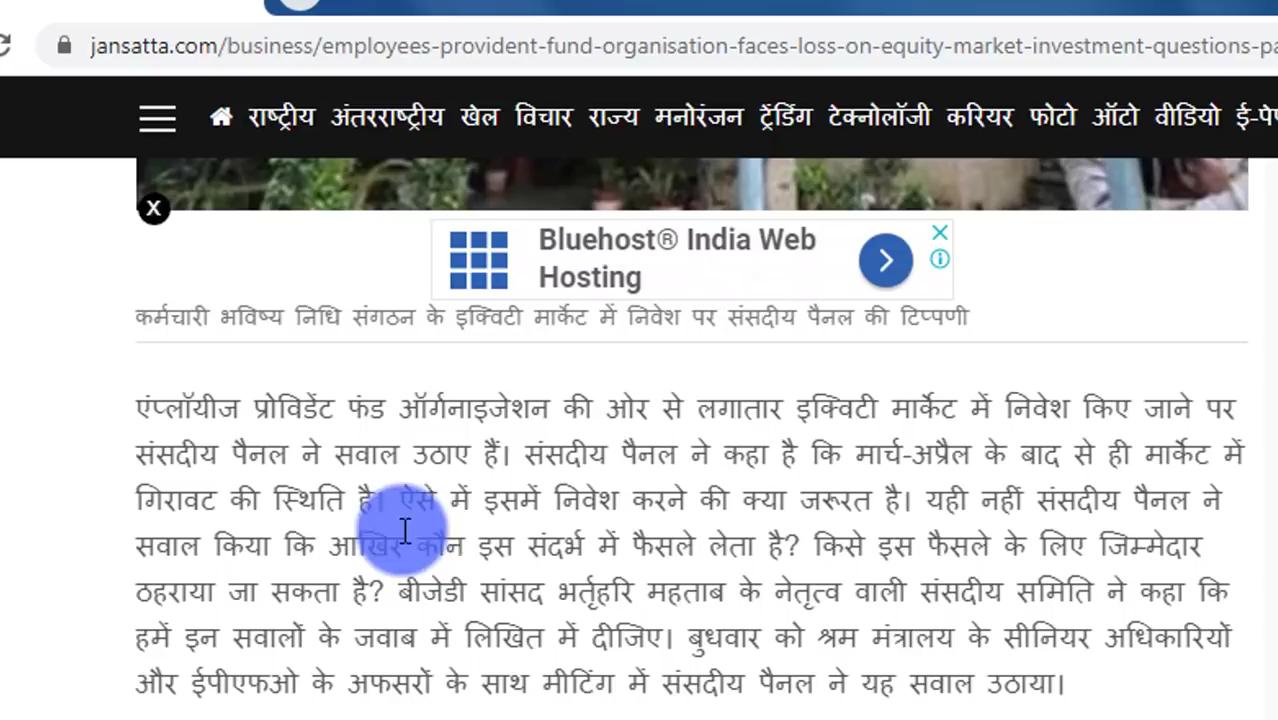 jansatta.com/business/employees-provident-fund-organisation-faces-loss-on-equity-market-investment-questions-pa
राष्ट्रीय अंतरराष्ट्रीय खेल विचार राज्य मनोरंजन ट्रेंडिंग टेक्नोलॉजी करियर फोटो ऑटो वीडियो ई-पे
X
Bluehost® India Web
Hosting
कर्मचारी भविष्य निधि संगठन के इक्विटी मार्केट में निवेश पर संसदीय पैनल की टिप्पणी
एंप्लॉयीज प्रोविडेंट फंड ऑर्गनाइजेशन की ओर से लगातार इक्विटी मार्केट में निवेश किए जाने पर
संसदीय पैनल ने सवाल उठाए हैं। संसदीय पैनल ने कहा है कि मार्च-अप्रैल के बाद से ही मार्केट में
गिरावट की स्थिति है। ऐसे में इसमें निवेश करने की क्या जरूरत है। यही नहीं संसदीय पैनल ने
सवाल किया कि आखिर कौन इस संदर्भ में फैसले लेता है? किसे इस फैसले के लिए जिम्मेदार
ठहराया जा सकता है? बीजेडी सांसद भर्तृहरि महताब के नेतृत्व वाली संसदीय समिति ने कहा कि
हमें इन सवालों के जवाब में लिखित में दीजिए। बुधवार को श्रम मंत्रालय के सीनियर अधिकारियों
और ईपीएफओ के अफसरों के साथ मीटिंग में संसदीय पैनल ने यह सवाल उठाया।